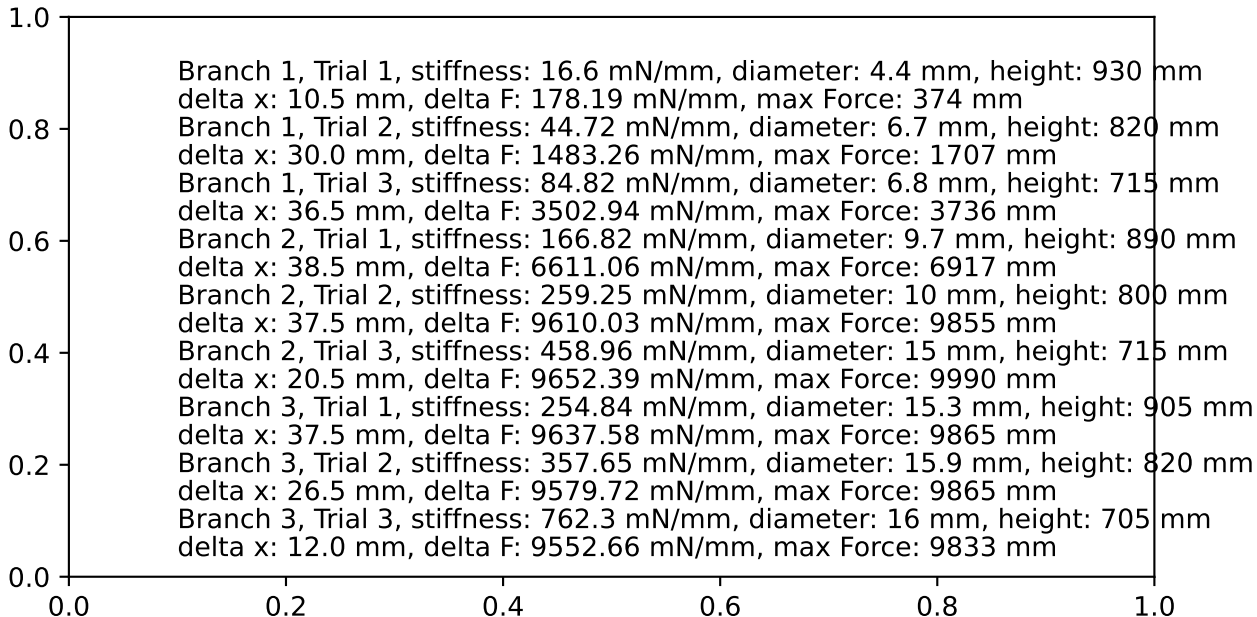 1.0
Branch 1, Trial 1, stiffness: 16.6 mN/mm, diameter: 4.4 mm, height: 930 mm
delta x: 10.5 mm, delta F: 178.19 mN/mm, max Force: 374 mm
0.8
Branch 1, Trial 2, stiffness: 44.72 mN/mm, diameter: 6.7 mm, height: 820 mm
delta x: 30.0 mm, delta F: 1483.26 mN/mm, max Force: 1707 mm
Branch 1, Trial 3, stiffness: 84.82 mN/mm, diameter: 6.8 mm, height: 715 mm
delta x: 36.5 mm, delta F: 3502.94 mN/mm, max Force: 3736 mm
0.6
Branch 2, Trial 1, stiffness: 166.82 mN/mm, diameter: 9.7 mm, height: 890 mm
delta x: 38.5 mm, delta F: 6611.06 mN/mm, max Force: 6917 mm
Branch 2, Trial 2, stiffness: 259.25 mN/mm, diameter: 10 mm, height: 800 mm
delta x: 37.5 mm, delta F: 9610.03 mN/mm, max Force: 9855 mm
0.4
Branch 2, Trial 3, stiffness: 458.96 mN/mm, diameter: 15 mm, height: 715 mm
delta x: 20.5 mm, delta F: 9652.39 mN/mm, max Force: 9990 mm
Branch 3, Trial 1, stiffness: 254.84 mN/mm, diameter: 15.3 mm, height: 905 mm
delta x: 37.5 mm, delta F: 9637.58 mN/mm, max Force: 9865 mm
0.2
Branch 3, Trial 2, stiffness: 357.65 mN/mm, diameter: 15.9 mm, height: 820 mm
delta x: 26.5 mm, delta F: 9579.72 mN/mm, max Force: 9865 mm
Branch 3, Trial 3, stiffness: 762.3 mN/mm, diameter: 16 mm, height: 705 mm
delta x: 12.0 mm, delta F: 9552.66 mN/mm, max Force: 9833 mm
0.0
0.0 0.2 0.4 0.6 0.8 1.0